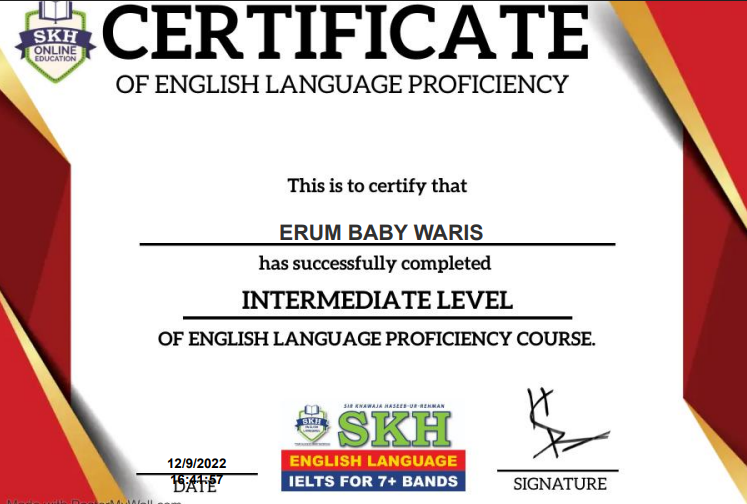 SKH
ONLINE
EDUCATION
CERTIFICATE
OF ENGLISH LANGUAGE PROFICIENCY
This is to certify that
ERUM BABY WARIS
has successfully completed
INTERMEDIATE LEVEL
OF ENGLISH LANGUAGE PROFICIENCY COURSE.
SIR KHAWAJA HASEEB-UR-REHMAN
SKH
SKH
ENGLISH LANGUAGE
IELTS FOR 7+ BANDS
12/9/2022
16:41:57
DATE
SIGNATURE
Made with PosterMyWall.com